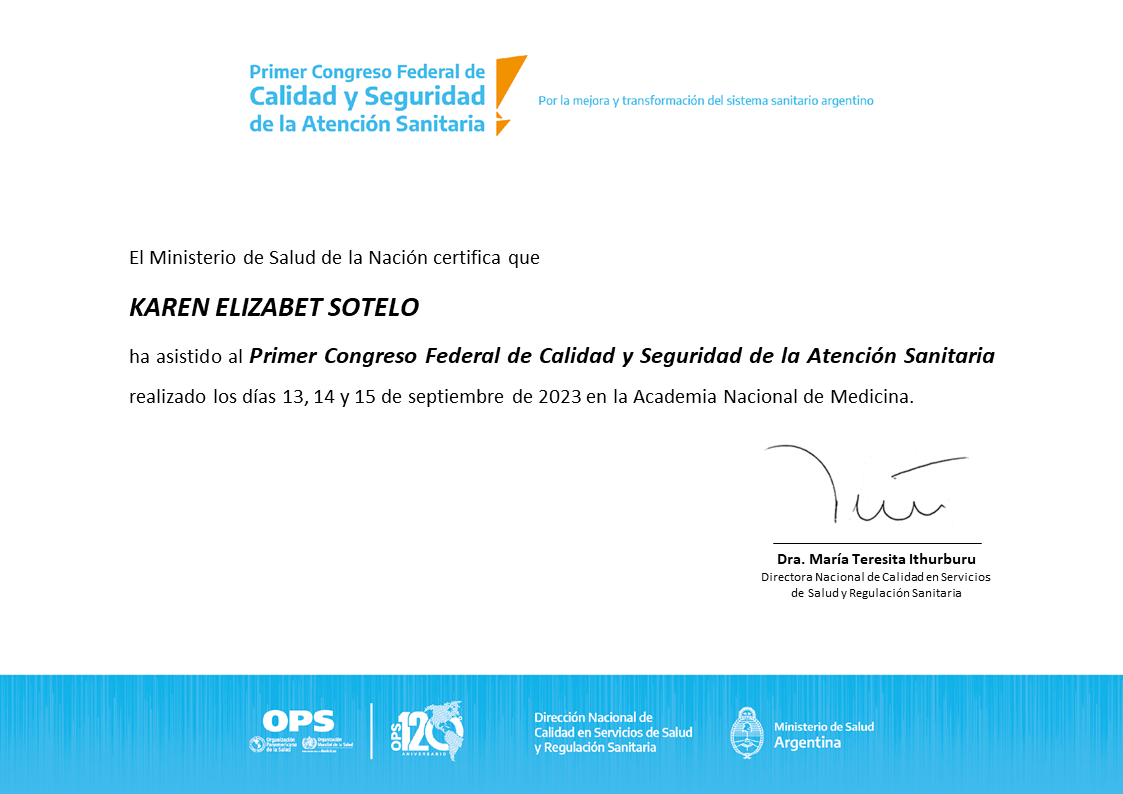 Primer Congreso Federal de
Calidad y Seguridad
de la Atención Sanitaria
Por la mejora y transformación del sistema sanitario argentino
El Ministerio de Salud de la Nación certifica que
KAREN ELIZABET SOTELO
ha asistido al Primer Congreso Federal de Calidad y Seguridad de la Atención Sanitaria
realizado los días 13, 14 y 15 de septiembre de 2023 en la Academia Nacional de Medicina.
Dra. María Teresita Ithurburu
Directora Nacional de Calidad en Servicios
de Salud y Regulación Sanitaria
OPS
Organización
Panamericana
de la Salud
Organización
Mundial de la Salud
OPS
120
ANIVERSARIO
Dirección Nacional de
Calidad en Servicios de Salud
y Regulación Sanitaria
Ministerio de Salud
Argentina